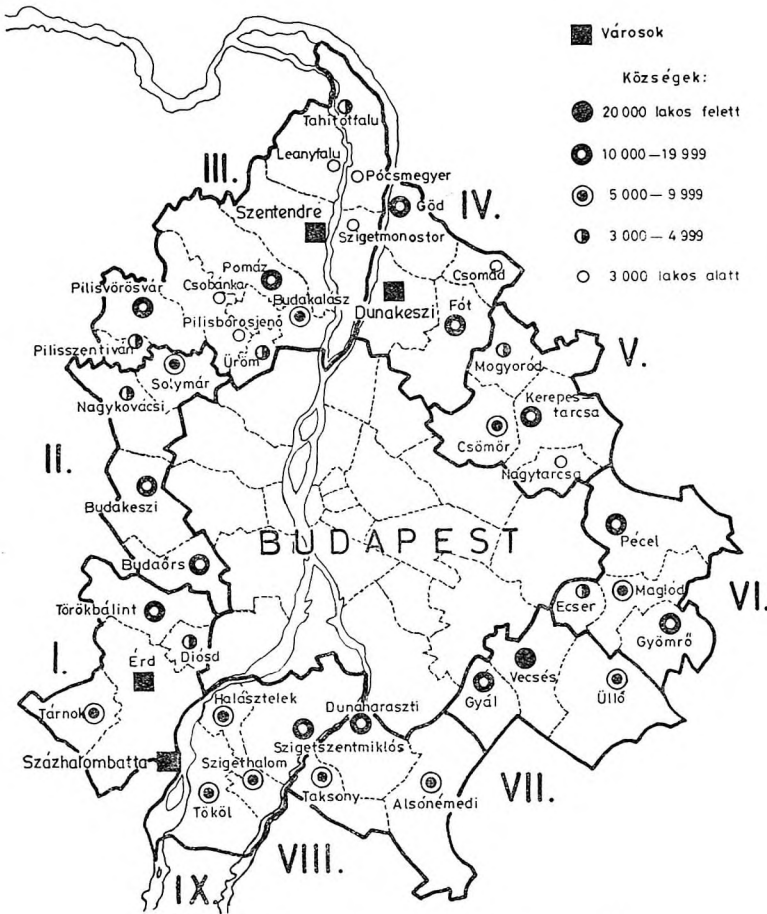 Városok
Községek:
20 000 lakos felett
10 000 — 19 999
5 000 — 9 999
3 000 — 4 999
3 000 lakos alatt
Tahitótfalu
Leányfalu
III.
Pócsmegyer
Göd
IV.
Szentendre
Szigetmonostor
Csomád
Pomáz
Pilisvörösvár
Csobánka
Budakalász
Dunakeszi
Fót
Pilisborosjenő
Pilisszentiván
Üröm
Mogyoród
V.
Solymár
Nagykovácsi
Kerepes-
tarcsa
Csömör
II.
Nagytarcsa
Budakeszi
BUDAPEST
Pécel
Budaörs
Ecser
Maglód
VI.
Törökbálint
Gyömrő
I.
Diósd
Érd
Vecsés
Halásztelek
Dunaharaszti
Gyál
Üllő
Tárnok
Szigetszentmiklós
Százhalombatta
Szigethalom
Tököl
Taksony
Alsónémedi
VII.
VIII.
IX.